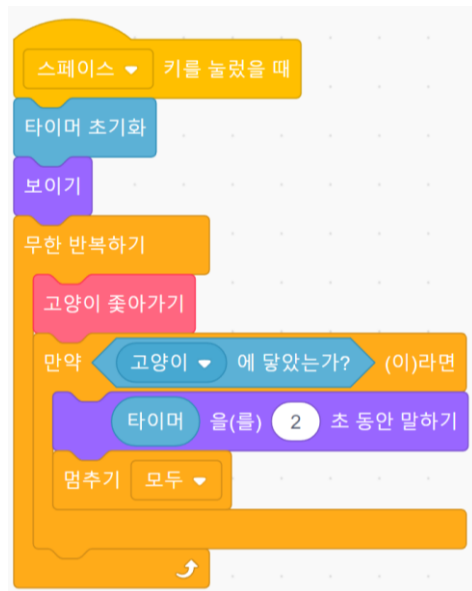 스페이스 키를 눌렀을 때
타이머 초기화
보이기
무한 반복하기
고양이 좇아가기
만약 고양이 에 닿았는가? (이)라면
타이머 을(를) 2 초 동안 말하기
멈추기 모두